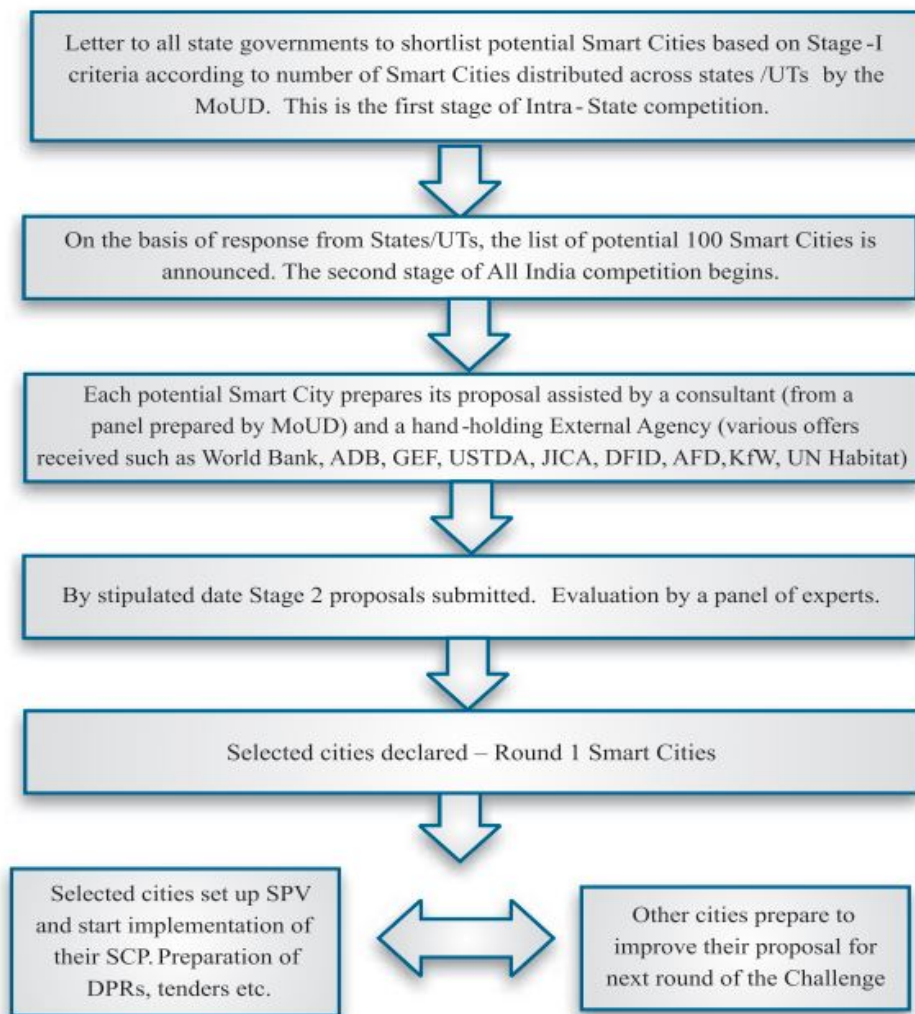 Letter to all state governments to shortlist potential Smart Cities based on Stage-I
criteria according to number of Smart Cities distributed across states /UTs by the
MoUD. This is the first stage of Intra-State competition.
On the basis of response from States/UTs, the list of potential 100 Smart Cities is
announced. The second stage of All India competition begins.
Each potential Smart City prepares its proposal assisted by a consultant (from a
panel prepared by MoUD) and a hand-holding External Agency (various offers
received such as World Bank, ADB, GEF, USTDA, JICA, DFID, AFD,KfW, UN Habitat)
By stipulated date Stage 2 proposals submitted. Evaluation by a panel of experts.
Selected cities declared – Round 1 Smart Cities
Selected cities set up SPV
and start implementation of
their SCP. Preparation of
DPRs, tenders etc.
Other cities prepare to
improve their proposal for
next round of the Challenge